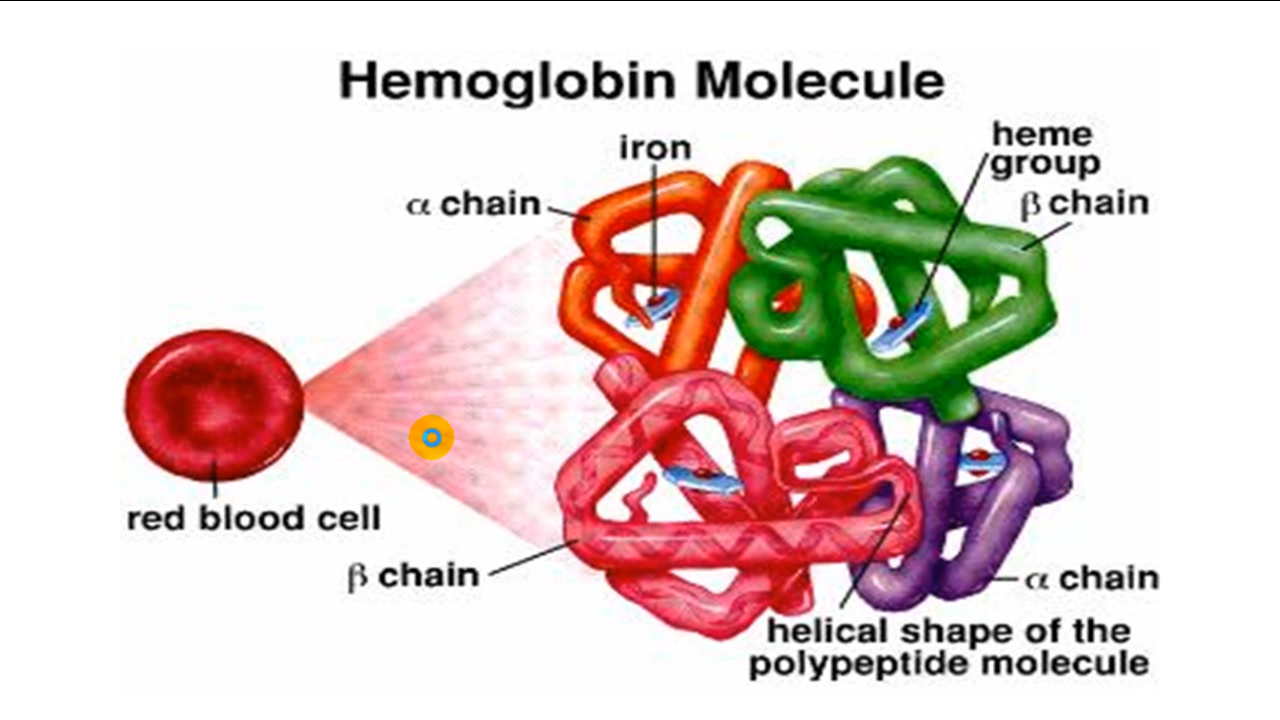 Hemoglobin Molecule
iron
heme
group
α chain
β chain
red blood cell
β chain
α chain
helical shape of the
polypeptide molecule